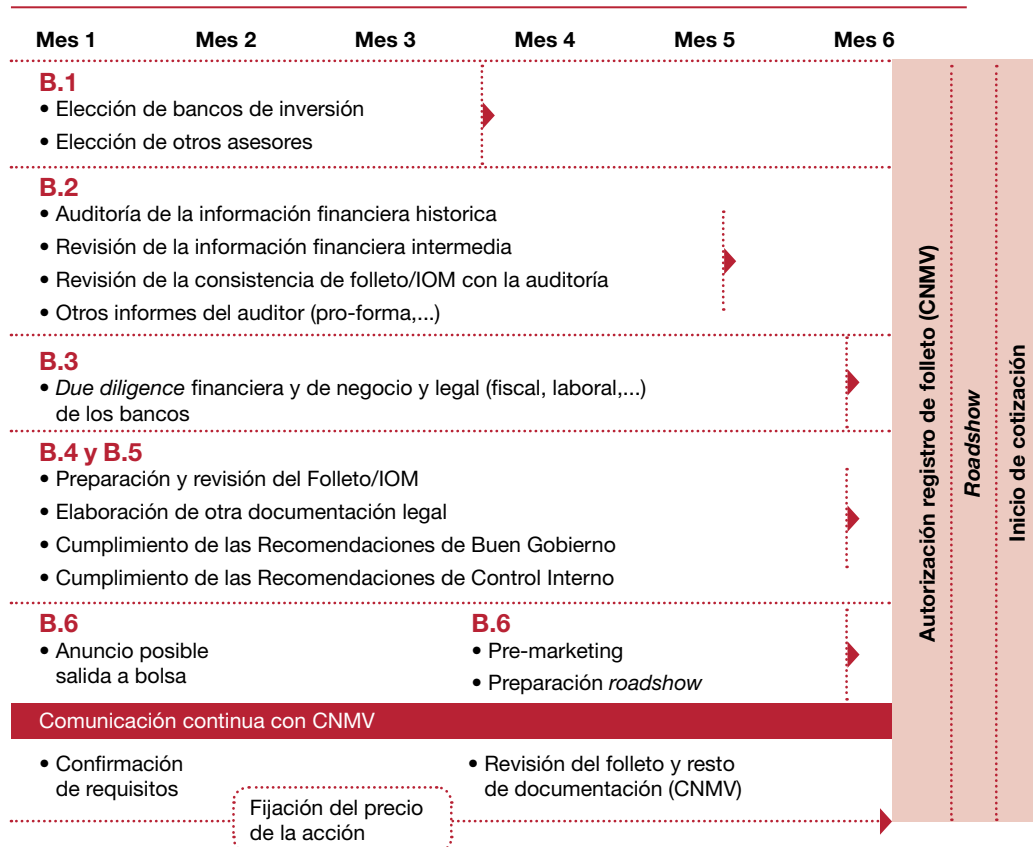 Mes 1 Mes 2 Mes 3 Mes 4 Mes 5 Mes 6
B.1
• Elección de bancos de inversión
• Elección de otros asesores
B.2
• Auditoría de la información financiera historica
• Revisión de la información financiera intermedia
• Revisión de la consistencia de folleto/IOM con la auditoría
• Otros informes del auditor (pro-forma,...)
B.3
• Due diligence financiera y de negocio y legal (fiscal, laboral,...)
de los bancos
B.4 y B.5
• Preparación y revisión del Folleto/IOM
• Elaboración de otra documentación legal
• Cumplimiento de las Recomendaciones de Buen Gobierno
• Cumplimiento de las Recomendaciones de Control Interno
B.6
• Anuncio posible
salida a bolsa
B.6
• Pre-marketing
• Preparación roadshow
Comunicación continua con CNMV
• Confirmación
de requisitos
• Revisión del folleto y resto
de documentación (CNMV)
Fijación del precio
de la acción
Autorización registro de folleto (CNMV)
Roadshow
Inicio de cotización